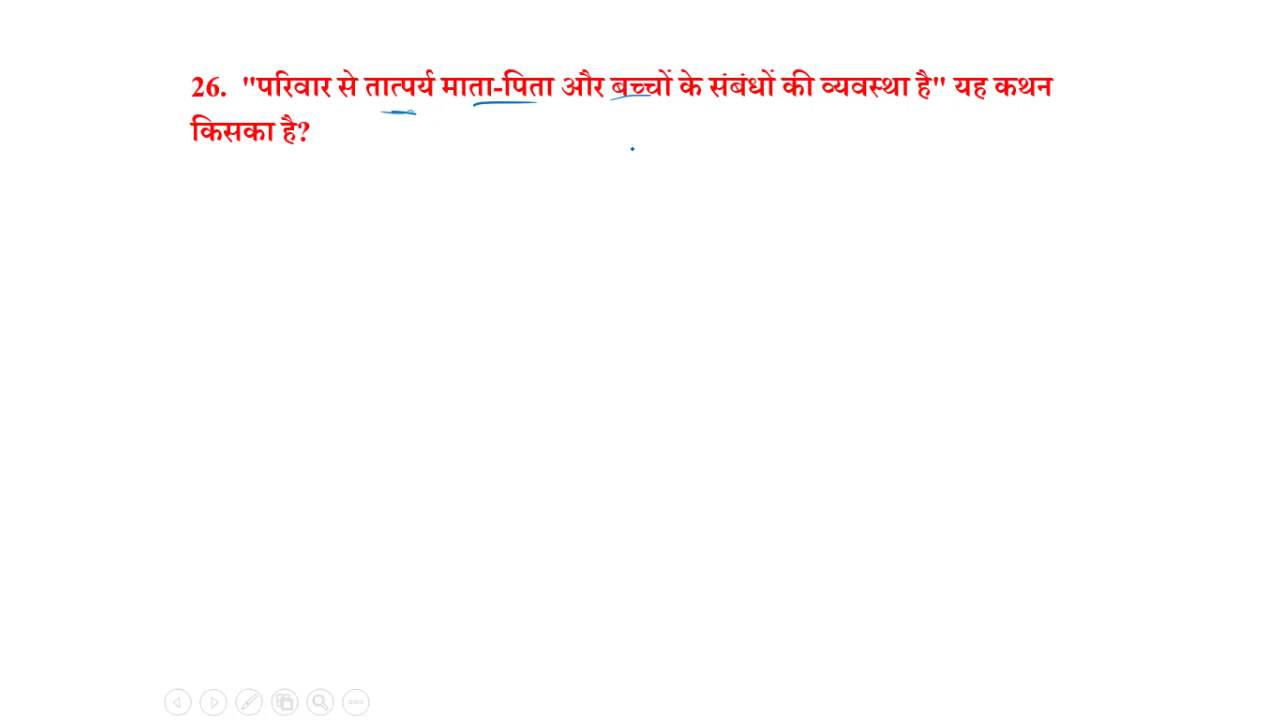 26. "परिवार से तात्पर्य माता-पिता और बच्चों के संबंधों की व्यवस्था है" यह कथन
किसका है?